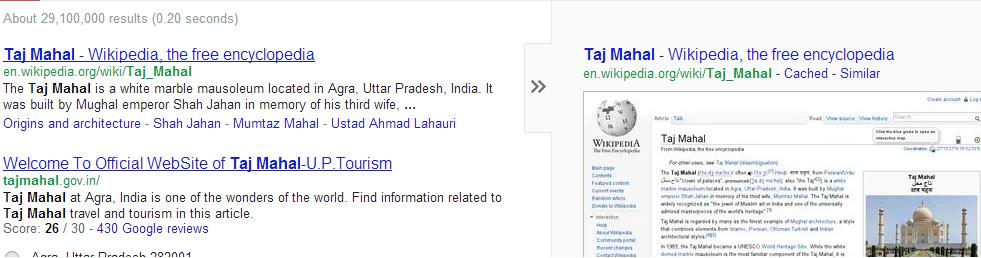 About 29,100,000 results (0.20 seconds)
Taj Mahal - Wikipedia, the free encyclopedia
en.wikipedia.org/wiki/Taj_Mahal
The Taj Mahal is a white marble mausoleum located in Agra, Uttar Pradesh, India. It
was built by Mughal emperor Shah Jahan in memory of his third wife, ...
Origins and architecture - Shah Jahan - Mumtaz Mahal - Ustad Ahmad Lahauri
Welcome To Official WebSite of Taj Mahal-U.P.Tourism
tajmahal.gov.in/
Taj Mahal at Agra, India is one of the wonders of the world. Find information related to
Taj Mahal travel and tourism in this article.
Score: 26 / 30 - 430 Google reviews
Agra, Uttar Pradesh 282001
»
Taj Mahal - Wikipedia, the free encyclopedia
en.wikipedia.org/wiki/Taj_Mahal - Cached - Similar
Create account Log
WIKIPEDIA
The Free Encyclopedia
Main page
Contents
Featured content
Current events
Random article
Donate to Wikipedia
Interaction
Help
About Wikipedia
Community portal
Recent changes
Contact Wikipedia
Article Talk
Read View source View history
Search
Taj Mahal
From Wikipedia, the free encyclopedia
Click the blue globe to open an
interactive map.
Coordinates:
For other uses, see Taj Mahal (disambiguation).
The Taj Mahal often Hindi: from Persian/Urdu
"crown of palaces", pronounced also "the Taj") is a white
marble mausoleum located in Agra, Uttar Pradesh, India. It was built by Mughal
emperor Shah Jahan in memory of his third wife, Mumtaz Mahal. The Taj Mahal is
widely recognized as "the jewel of Muslim art in India and one of the universally
admired masterpieces of the world's heritage".
Taj Mahal is regarded by many as the finest example of Mughal architecture, a style
that combines elements from Islamic, Persian, Ottoman Turkish and Indian
architectural styles.
In 1983, the Taj Mahal became a UNESCO World Heritage Site. While the white
domed marble mausoleum is the most familiar component of the Taj Mahal, it is
Taj Mahal
تاج محل
ताज महल